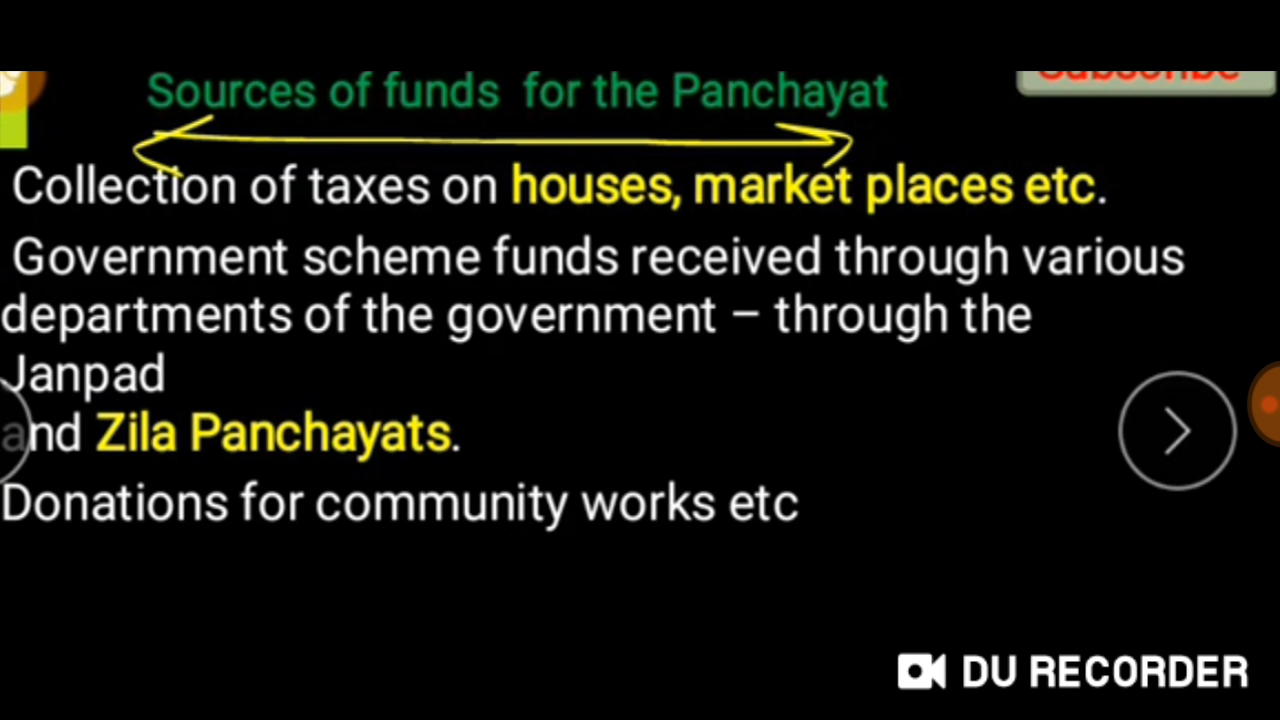 Subscribe
Sources of funds for the Panchayat
Collection of taxes on houses, market places etc.
Government scheme funds received through various
departments of the government – through the
Janpad
and Zila Panchayats.
Donations for community works etc
DU RECORDER